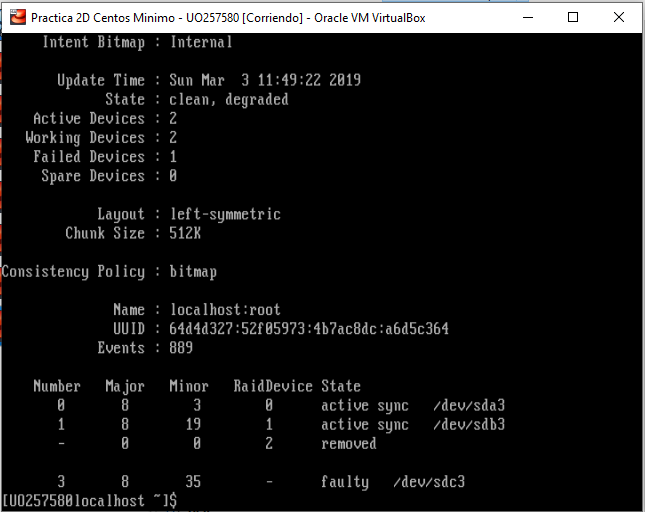 Practica 2D Centos Minimo - UO257580 [Corriendo] - Oracle VM VirtualBox
Intent Bitmap : Internal
Update Time : Sun Mar  3 11:49:22 2019
State : clean, degraded
Active Devices : 2
Working Devices : 2
Failed Devices : 1
Spare Devices : 0
Layout : left-symmetric
Chunk Size : 512K
Consistency Policy : bitmap
Name : localhost:root
UUID : 64d4d327:52f05973:4b7ac8dc:a6d5c364
Events : 889
Number   Major   Minor   RaidDevice State
0   8   3   0   active sync   /dev/sda3
1   8   19   1   active sync   /dev/sdb3
-   0   0   2   removed
3   8   35   -   faulty   /dev/sdc3
[UO257580localhost ~]$